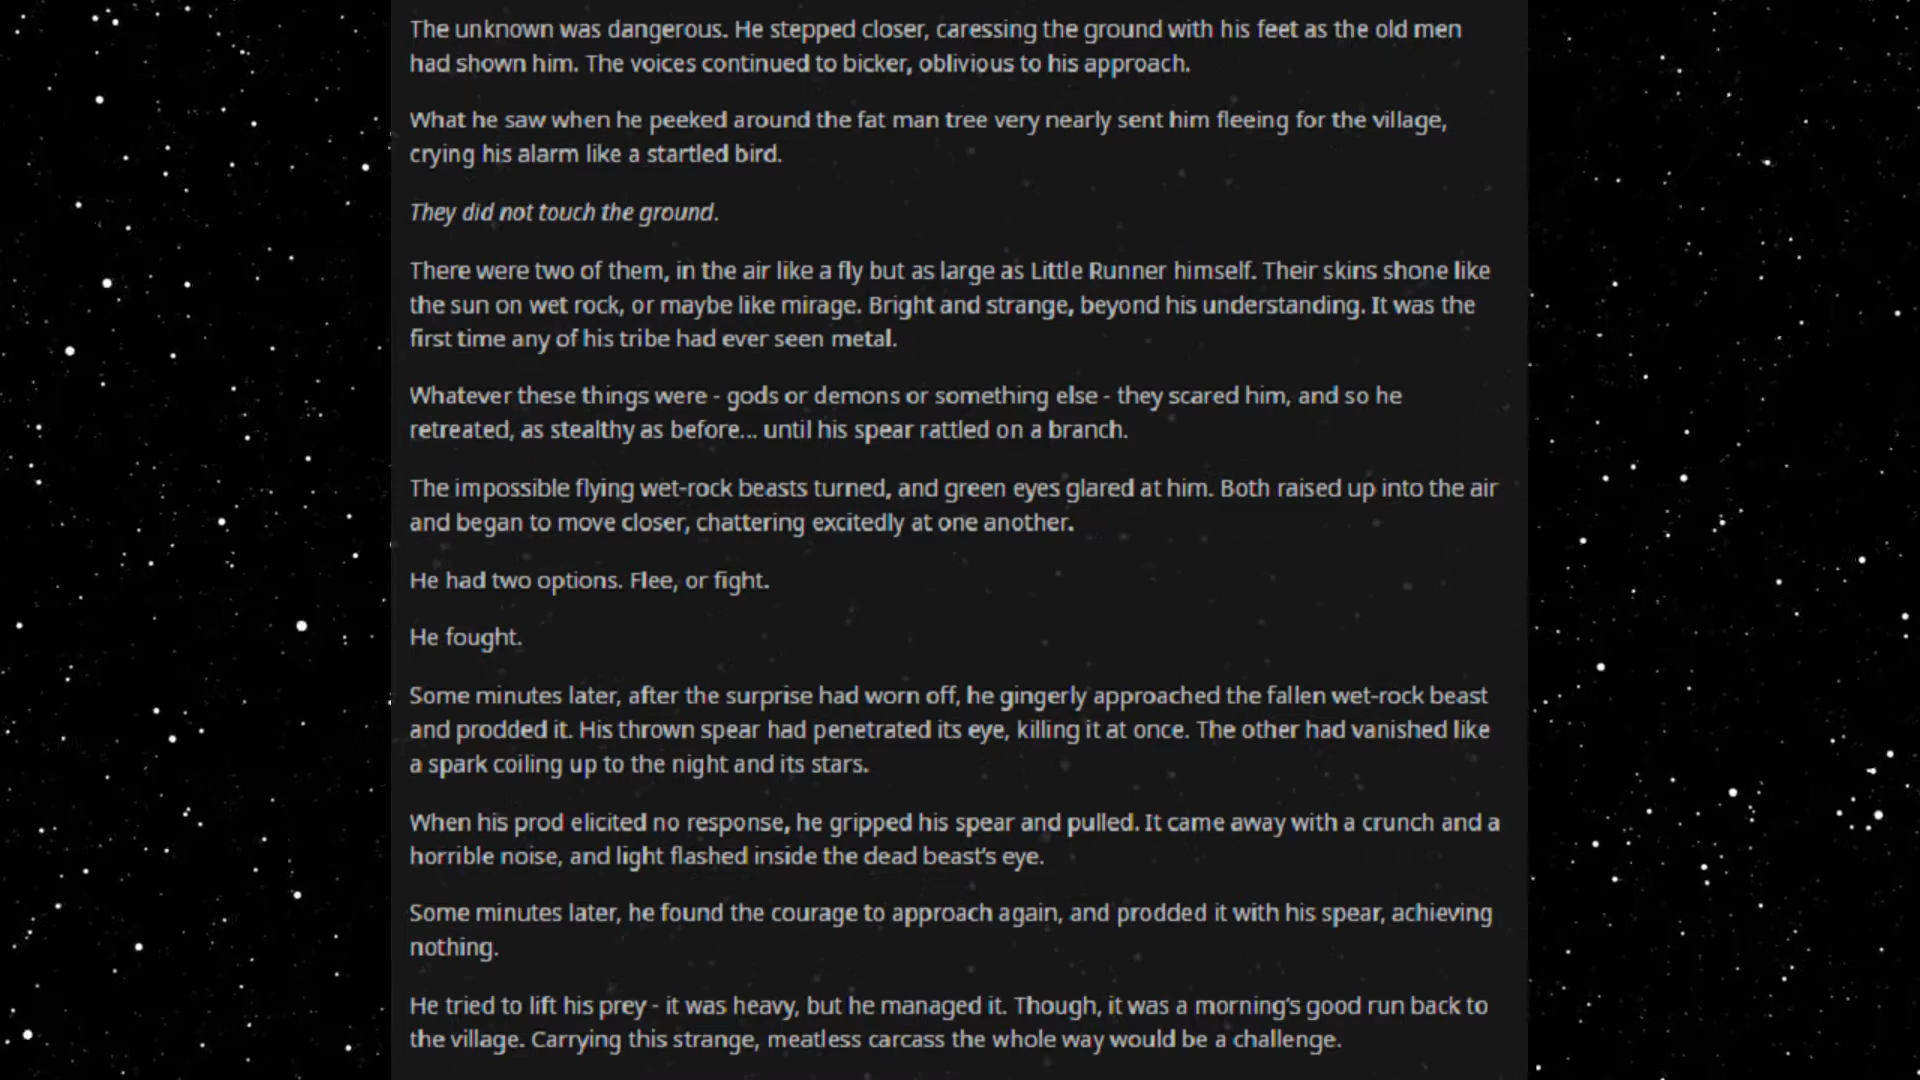 The unknown was dangerous. He stepped closer, caressing the ground with his feet as the old men
had shown him. The voices continued to bicker, oblivious to his approach.
What he saw when he peeked around the fat man tree very nearly sent him fleeing for the village,
crying his alarm like a startled bird.
They did not touch the ground.
There were two of them, in the air like a fly but as large as Little Runner himself. Their skins shone like
the sun on wet rock, or maybe like mirage. Bright and strange, beyond his understanding. It was the
first time any of his tribe had ever seen metal.
Whatever these things were - gods or demons or something else - they scared him, and so he
retreated, as stealthy as before... until his spear rattled on a branch.
The impossible flying wet-rock beasts turned, and green eyes glared at him. Both raised up into the air
and began to move closer, chattering excitedly at one another.
He had two options. Flee, or fight.
He fought.
Some minutes later, after the surprise had worn off, he gingerly approached the fallen wet-rock beast
and prodded it. His thrown spear had penetrated its eye, killing it at once. The other had vanished like
a spark coiling up to the night and its stars.
When his prod elicited no response, he gripped his spear and pulled. It came away with a crunch and a
horrible noise, and light flashed inside the dead beast's eye.
Some minutes later, he found the courage to approach again, and prodded it with his spear, achieving
nothing.
He tried to lift his prey - it was heavy, but he managed it. Though, it was a morning's good run back to
the village. Carrying this strange, meatless carcass the whole way would be a challenge.